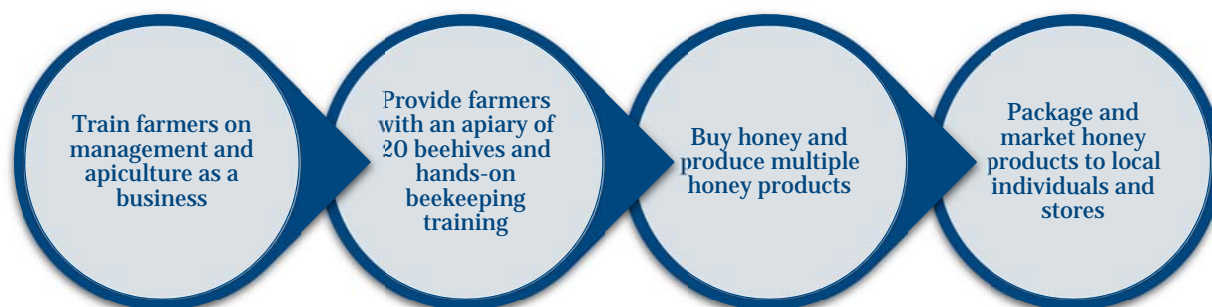 Train farmers on
management and
apiculture as a
business
Provide farmers
with an apiary of
20 beehives and
hands-on
beekeeping
training
Buy honey and
produce multiple
honey products
Package and
market honey
products to local
individuals and
stores